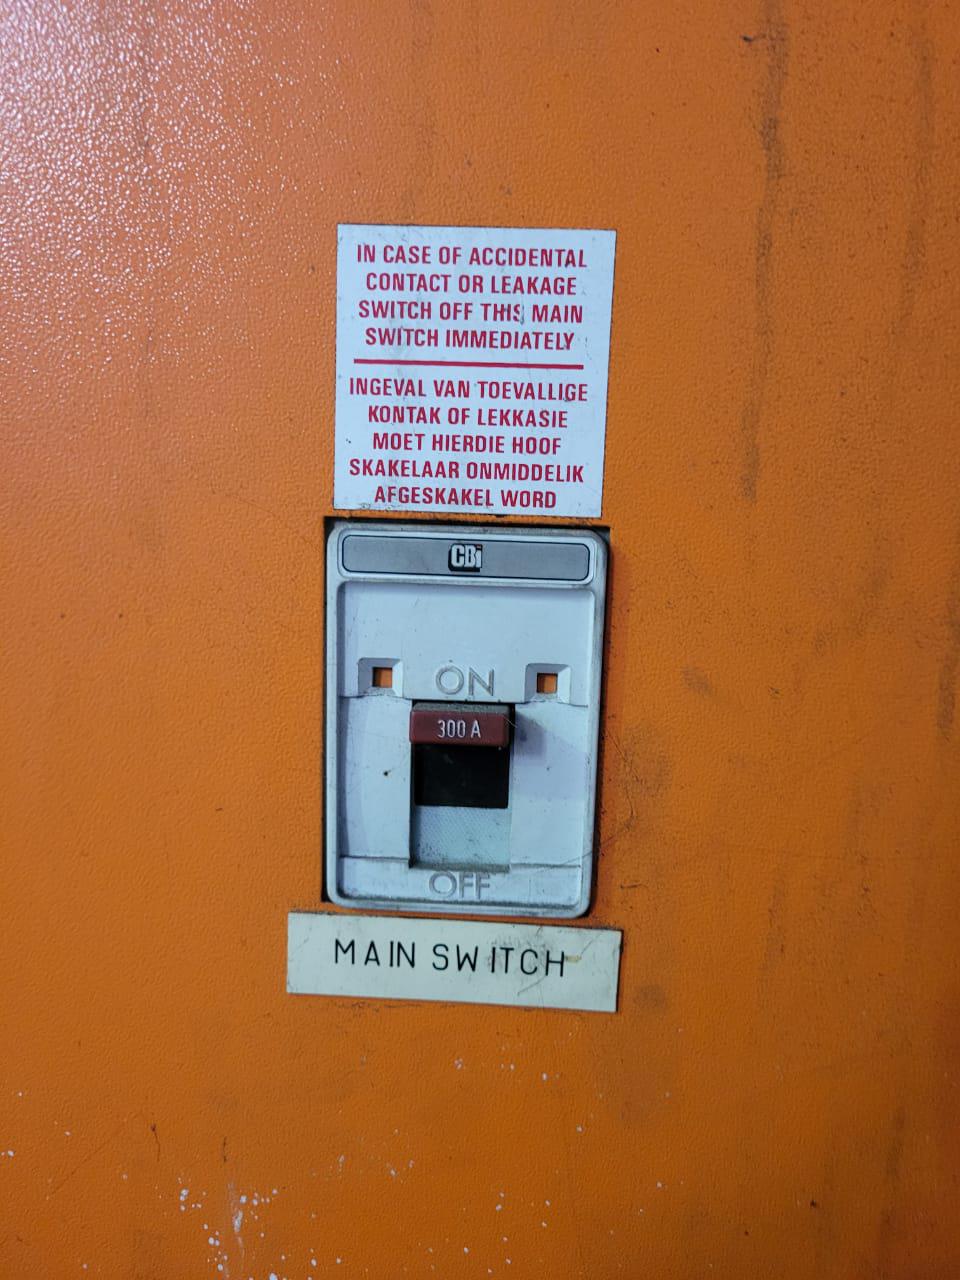 IN CASE OF ACCIDENTAL
CONTACT OR LEAKAGE
SWITCH OFF THIS MAIN
SWITCH IMMEDIATELY
INGEVAL VAN TOEVALLIGE
KONTAK OF LEKKASIE
MOET HIERDIE HOOF
SKAKELAAR ONMIDDELIK
AFGESKAKEL WORD
CBi
ON
300 A
OFF
MAIN SWITCH